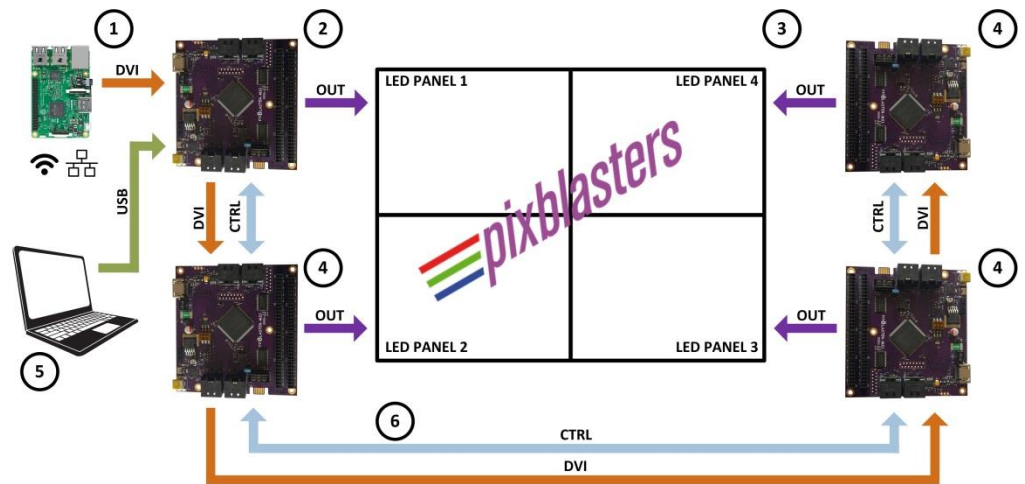 1
2
3
4
DVI
OUT
LED PANEL 1
LED PANEL 4
OUT
USB
DVI
CTRL
pixblasters
CTRL
DVI
4
4
OUT
OUT
5
LED PANEL 2
LED PANEL 3
6
CTRL
DVI